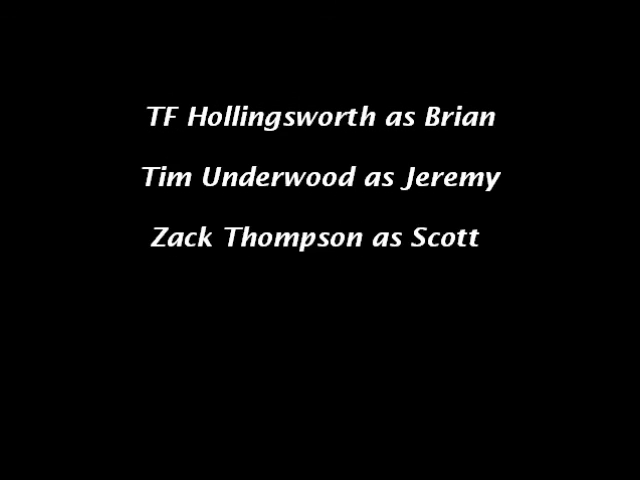 TF Hollingsworth as Brian
Tim Underwood as Jeremy
Zack Thompson as Scott